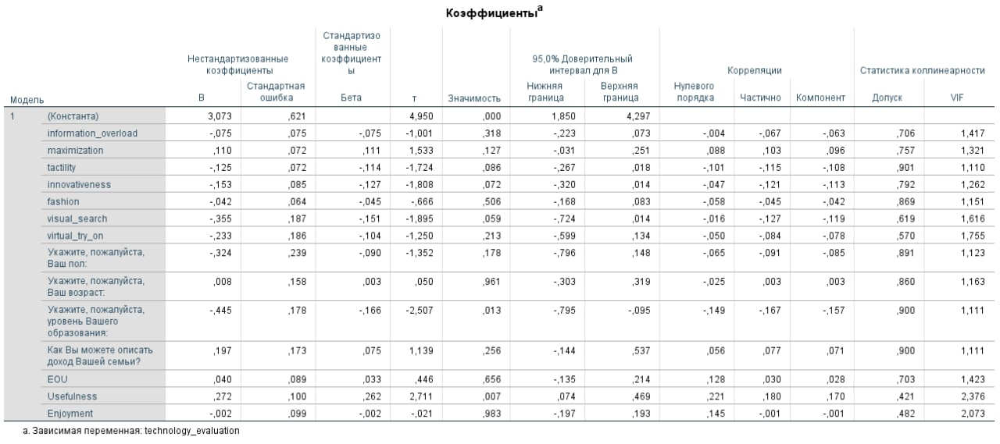 Коэффициентыa
Модель Нестандартизованные коэффициенты Стандартизо ванные коэффициент ы т Значимость 95,0% Доверительный интервал для B Корреляции Статистика коллинеарности
B Стандартная ошибка Бета Нижняя граница Верхняя граница Нулевого порядка Частично Компонент Допуск VIF
1 (Константа) 3,073 ,621 4,950 ,000 1,850 4,297
information_overload -,075 ,075 -,075 -1,001 ,318 -,223 ,073 -,004 -,067 -,063 ,706 1,417
maximization ,110 ,072 ,111 1,533 ,127 -,031 ,251 ,088 ,103 ,096 ,757 1,321
tactility -,125 ,072 -,114 -1,724 ,086 -,267 ,018 -,101 -,115 -,108 ,901 1,110
innovativeness -,153 ,085 -,127 -1,808 ,072 -,320 ,014 -,047 -,121 -,113 ,792 1,262
fashion -,042 ,064 -,045 -,666 ,506 -,168 ,083 -,058 -,045 -,042 ,869 1,151
visual_search -,355 ,187 -,151 -1,895 ,059 -,724 ,014 -,016 -,127 -,119 ,619 1,616
virtual_try_on -,233 ,186 -,104 -1,250 ,213 -,599 ,134 -,050 -,084 -,078 ,570 1,755
Укажите, пожалуйста, Ваш пол: -,324 ,239 -,090 -1,352 ,178 -,796 ,148 -,065 -,091 -,085 ,891 1,123
Укажите, пожалуйста, Ваш возраст: ,008 ,158 ,003 ,050 ,961 -,303 ,319 -,025 ,003 ,003 ,860 1,163
Укажите, пожалуйста, уровень Вашего образования: -,445 ,178 -,166 -2,507 ,013 -,795 -,095 -,149 -,167 -,157 ,900 1,111
Как Вы можете описать доход Вашей семьи? ,197 ,173 ,075 1,139 ,256 -,144 ,537 ,056 ,077 ,071 ,900 1,111
EOU ,040 ,089 ,033 ,446 ,656 -,135 ,214 ,128 ,030 ,028 ,703 1,423
Usefulness ,272 ,100 ,262 2,711 ,007 ,074 ,469 ,221 ,180 ,170 ,421 2,376
Enjoyment -,002 ,099 -,002 -,021 ,983 -,197 ,193 ,145 -,001 -,001 ,482 2,073
a. Зависимая переменная: technology_evaluation